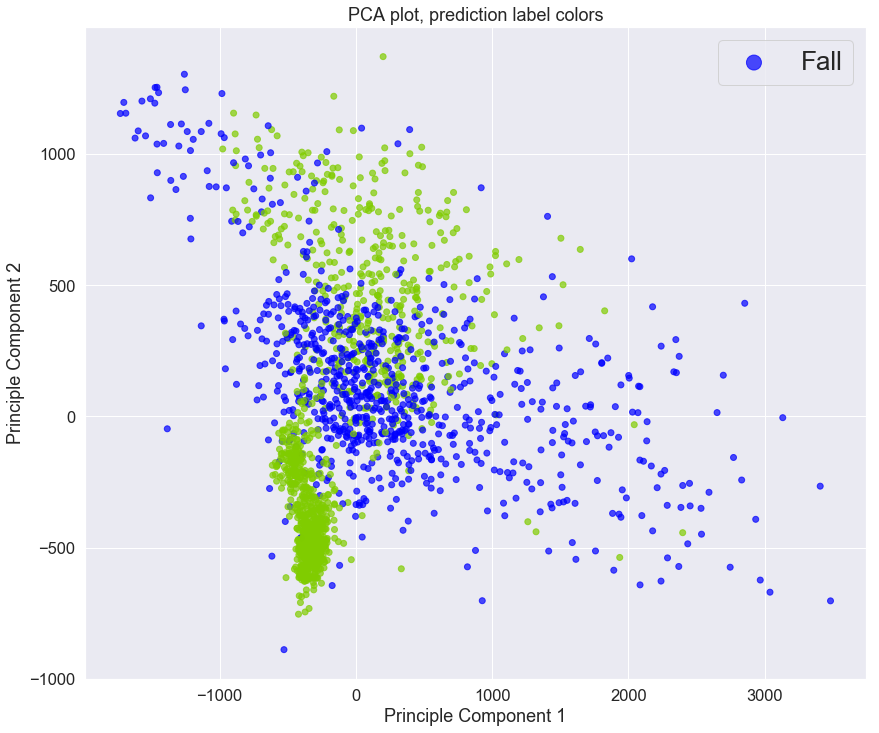 PCA plot, prediction label colors
Fall
1000
500
0
−500
−1000
Principle Component 2
−1000
0
1000
2000
3000
Principle Component 1